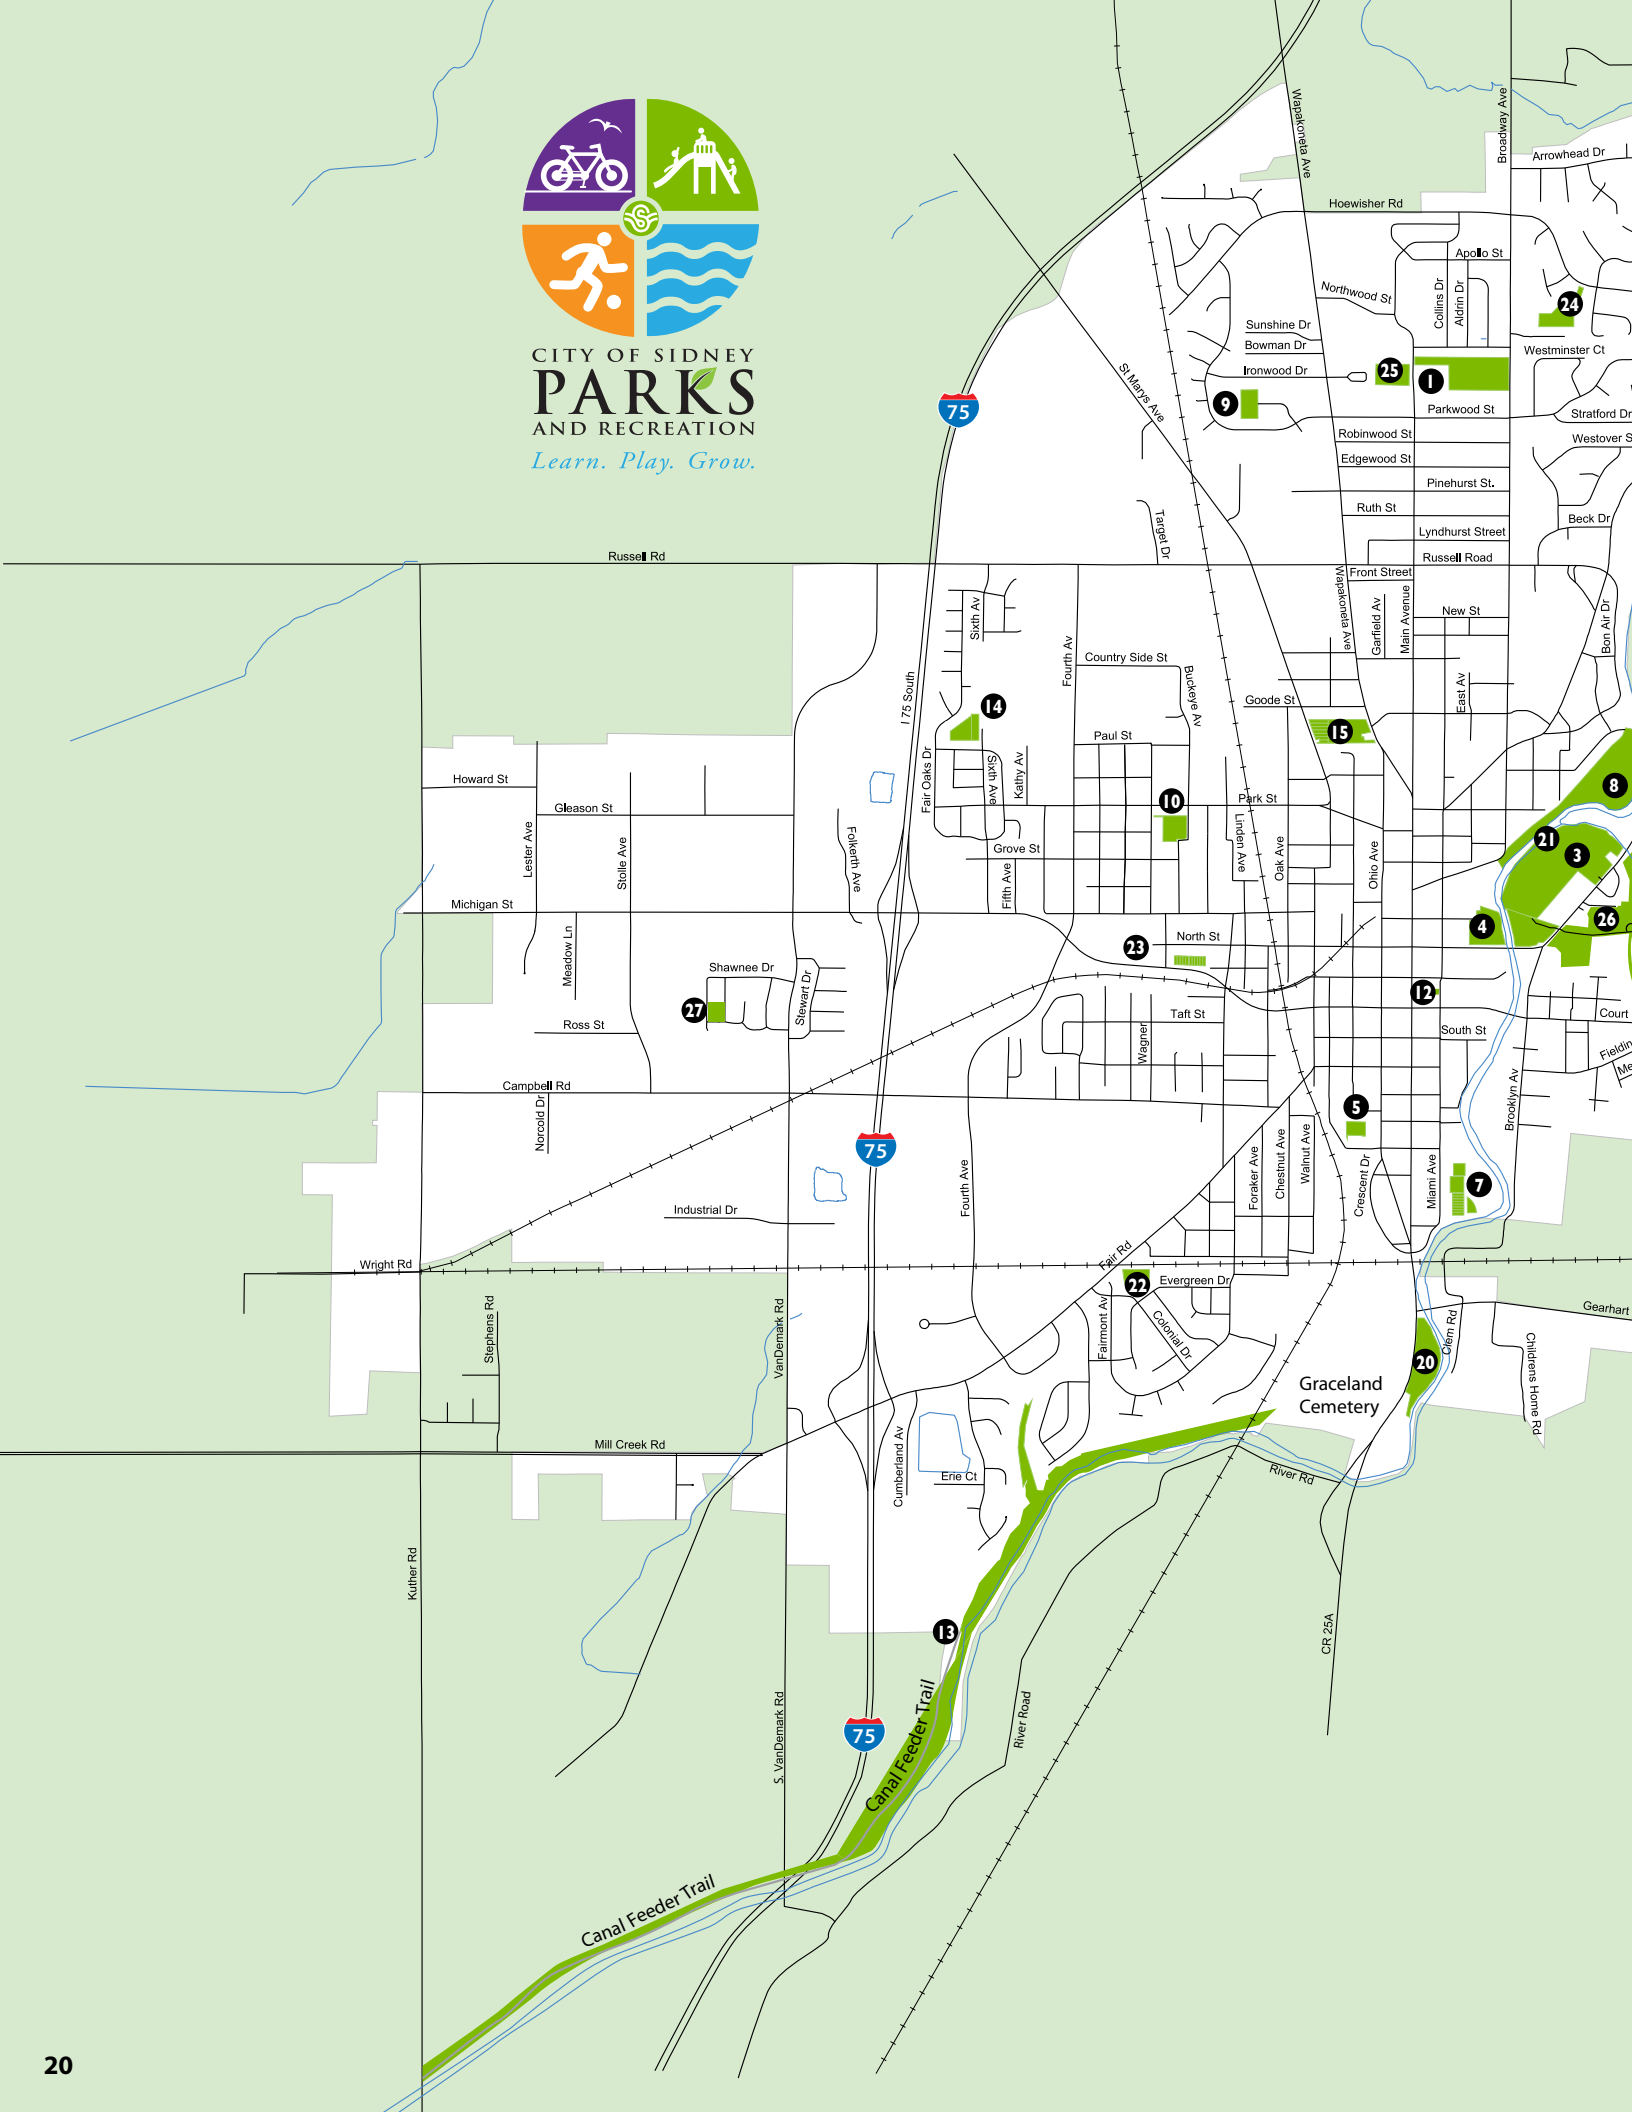 CITY OF SIDNEY
PARKS
AND RECREATION
Learn. Play. Grow.
Wapakoneta Ave
Broadway Ave
Arrowhead Dr
Hoewisher Rd
Apollo St
Northwood St
Collins Dr
Aldrin Dr
24
Sunshine Dr
Bowman Dr
Ironwood Dr
Westminster Ct
25
1
9
75
St Marys Ave
Parkwood St
Stratford Dr
Robinwood St
Westover S
Edgewood St
Pinehurst St.
Ruth St
Target Dr
Beck Dr
Lyndhurst Street
Russell Rd
Russell Road
Front Street
Wapakoneta Ave
Garfield Av
Main Avenue
New St
Bon Air Dr
Sixth Av
Fourth Av
Country Side St
Buckeye Av
East Av
I 75 South
Goode St
14
15
Paul St
Fair Oaks Dr
Sixth Ave
Kathy Av
Howard St
Gleason St
10
Park St
8
Lester Ave
Stolle Ave
Folkerth Ave
Grove St
Fifth Ave
Linden Ave
Oak Ave
Ohio Ave
21
3
Michigan St
4
26
Meadow Ln
23
North St
Shawnee Dr
Stewart Dr
27
12
Ross St
Taft St
Wagner
South St
Court
Fieldin
Me
Campbell Rd
Norcold Dr
5
Brooklyn Av
75
Fourth Ave
Foraker Ave
Chestnut Ave
Walnut Ave
Crescent Dr
Miami Ave
7
Industrial Dr
Wright Rd
Fair Rd
22
Evergreen Dr
Stephens Rd
VanDemark Rd
Fairmont Av
Colonial Dr
Gearhart
Clem Rd
Childrens Home Rd
20
Graceland
Cemetery
Mill Creek Rd
Cumberland Av
Erie Ct
River Rd
Kuther Rd
13
CR 25A
S. VanDemark Rd
75
Canal Feeder Trail
River Road
Canal Feeder Trail
20